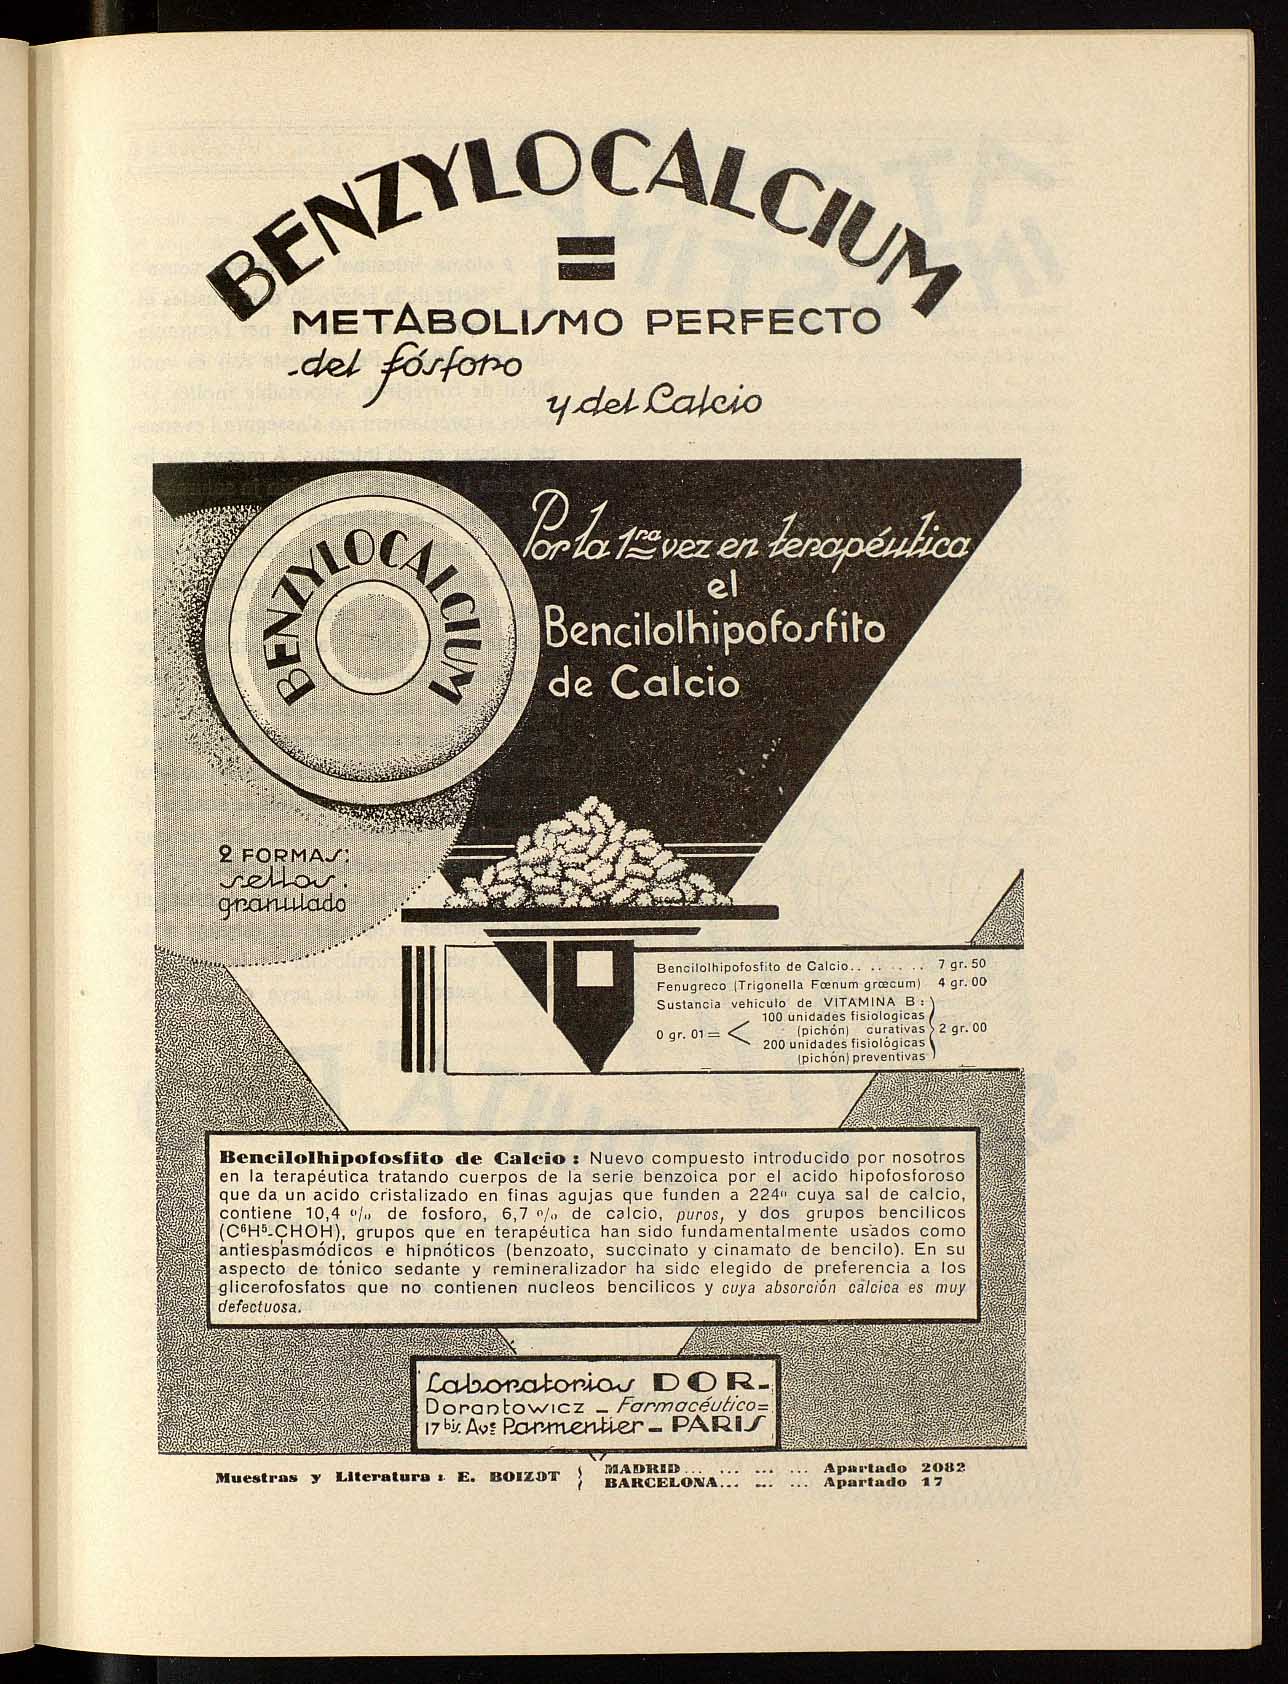 BENZYLOCALCIUM
=
METABOLISMO PERFECTO
del fósforo
y del Calcio
BENZYLOCALCIUM
Por la 1ra vez en terapéutica
el
Bencilolhipofosfito
de Calcio
2 FORMAS:
sellos.
granulado
Bencilolhipofosfito de Calcio.. .. .. .. 7 gr. 50
Fenugreco (Trigonella Fœnum grœcum) 4 gr. 00
Sustancia vehiculo de VITAMINA B:
100 unidades fisiologicas
0 gr. 01 = < (pichón) curativas } 2 gr. 00
200 unidades fisiológicas
(pichón) preventivas
Bencilolhipofosfito de Calcio: Nuevo compuesto introducido por nosotros
en la terapéutica tratando cuerpos de la serie benzoica por el acido hipofosforoso
que da un acido cristalizado en finas agujas que funden a 224º cuya sal de calcio,
contiene 10,4 % de fosforo, 6,7 % de calcio, puros, y dos grupos bencilicos
(C⁶H⁵-CHOH), grupos que en terapéutica han sido fundamentalmente usados como
antiespasmódicos e hipnóticos (benzoato, succinato y cinamato de bencilo). En su
aspecto de tónico sedante y remineralizador ha sido elegido de preferencia a los
glicerofosfatos que no contienen nucleos bencilicos y cuya absorción cálcica es muy
defectuosa.
Laboratorios DOR-
Dorantowicz - Farmacéutico=
17 bis. Ave Parmentier - PARIS
Muestras y Literatura: E. BOIZOT { MADRID... ... ... ... Apartado 2082
BARCELONA... ... ... Apartado 17